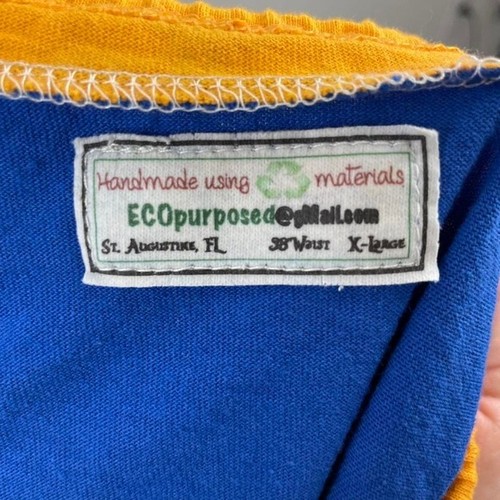 Handmade using materials
ECOpurposed@gMail.com
St. Augustine, FL 38"Waist X-Large